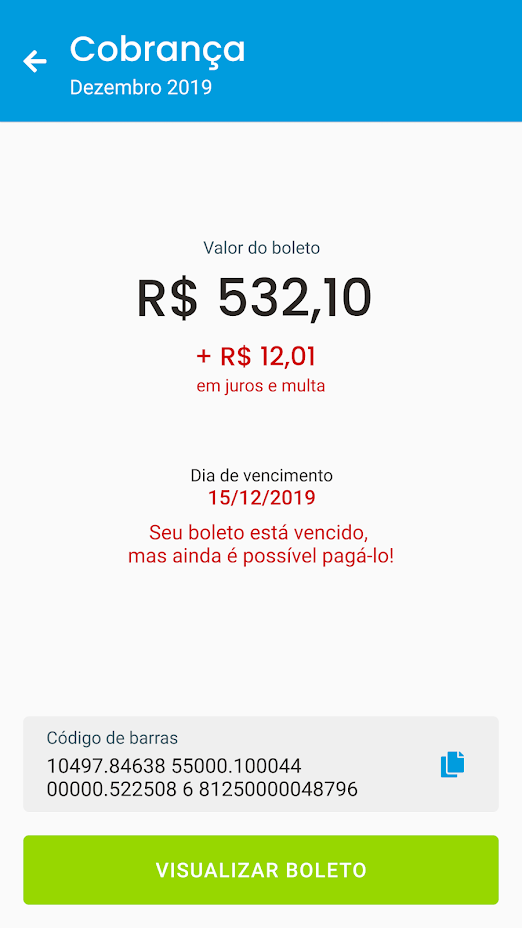 Cobrança
Dezembro 2019
Valor do boleto
R$ 532,10
+ R$ 12,01
em juros e multa
Dia de vencimento
15/12/2019
Seu boleto está vencido,
mas ainda é possível pagá-lo!
Código de barras
10497.84638 55000.100044
00000.522508 6 81250000048796
VISUALIZAR BOLETO